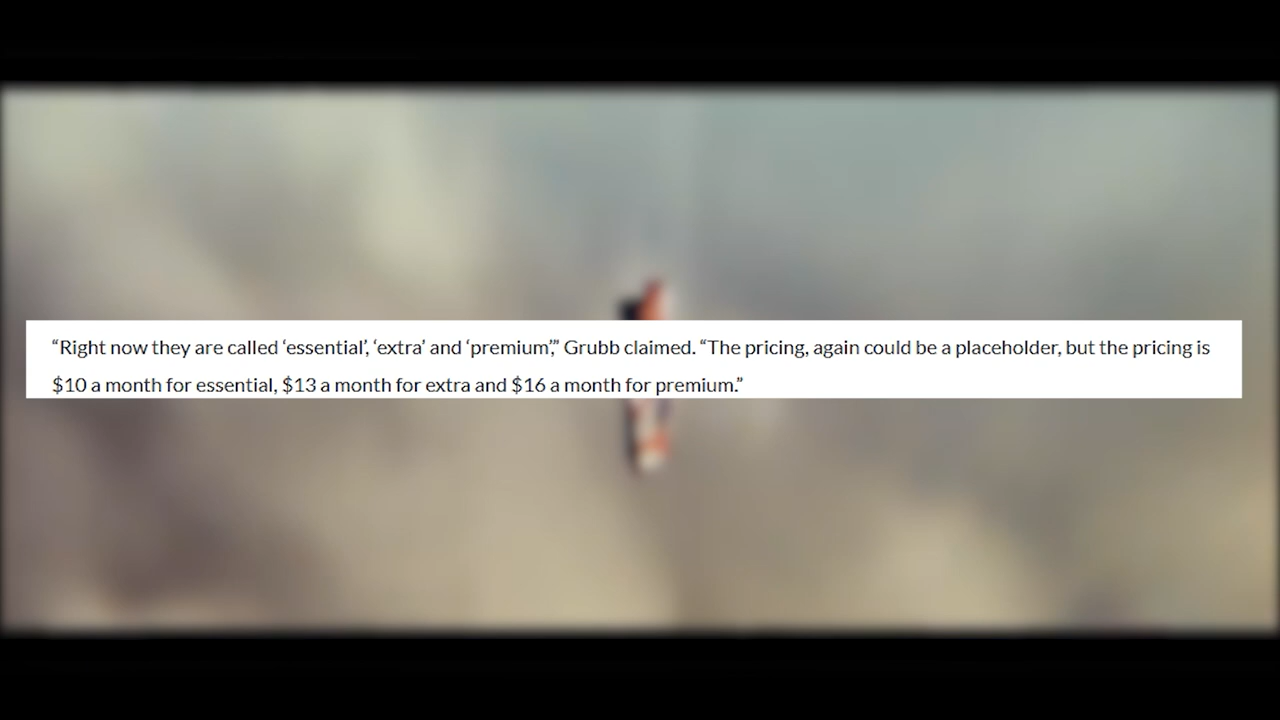 “Right now they are called ‘essential’, ‘extra’ and ‘premium’,” Grubb claimed. “The pricing, again could be a placeholder, but the pricing is
$10 a month for essential, $13 a month for extra and $16 a month for premium.”